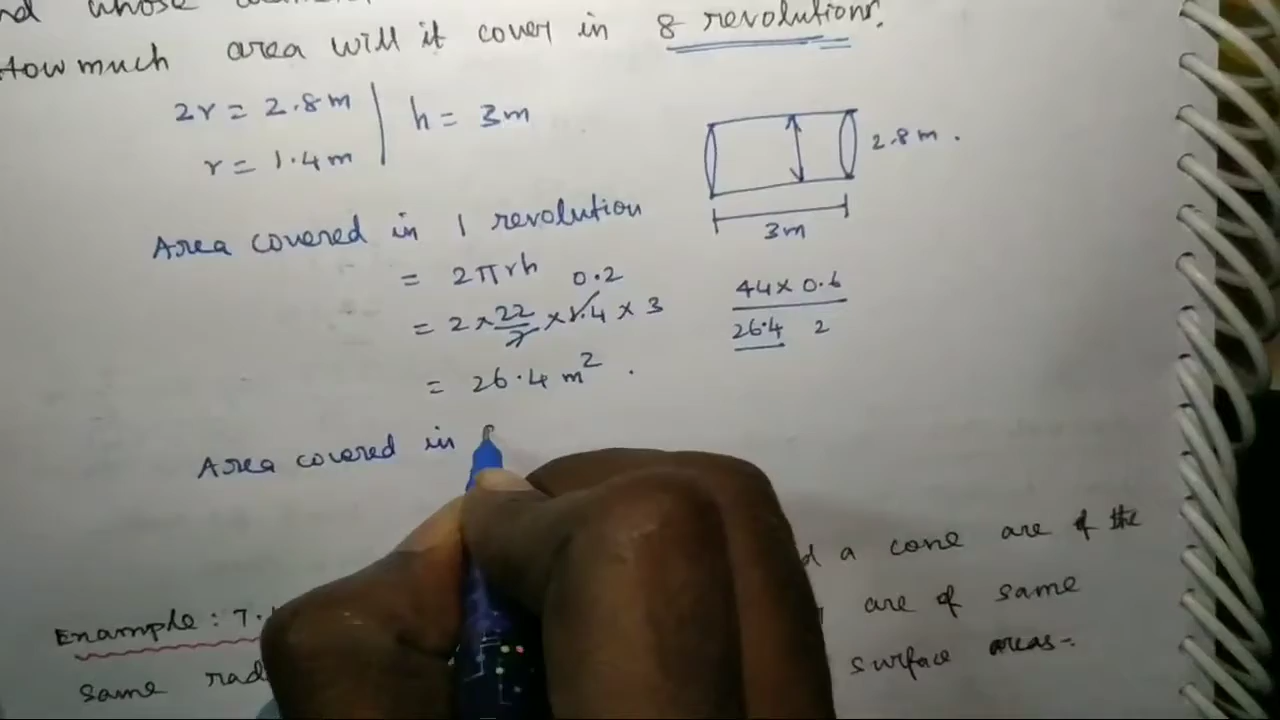 whose
How much area will it cover in 8 revolutions.
2r = 2.8m | h = 3m
r = 1.4m
2.8m.
3m
Area covered in 1 revolution
= 2πrh
0.2
= 2 × 22/7 × 1.4 × 3
= 26.4 m² .
44 × 0.6
26.4 2
Area covered in
d a cone are of the
Example: 7.
are of same
same rad
surface areas-